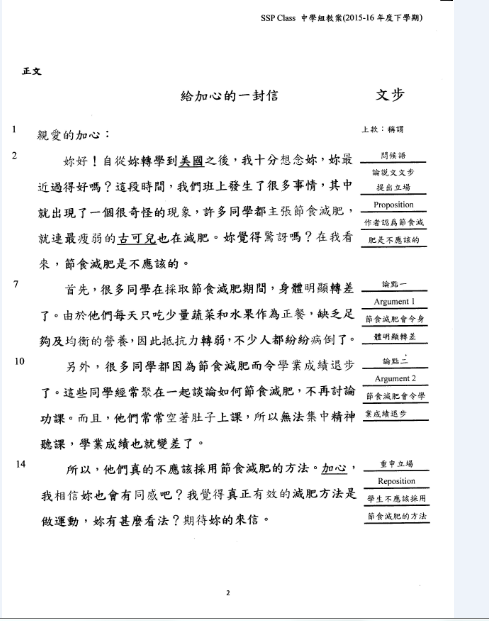 SSP Class 中學組教案(2015-16 年度下學期)
正文
給加心的一封信
文步
1
親愛的加心：
上款：稱謂
2
妳好！自從妳轉學到美國之後，我十分想念妳，妳最
近過得好嗎？這段時間，我們班上發生了很多事情，其中
就出現了一個很奇怪的現象，許多同學都主張節食減肥，
就連最瘦弱的古可兒也在減肥。妳覺得驚訝嗎？在我看
來，節食減肥是不應該的。
問候語
論說文文步
提出立場
Proposition
作者認為節食減
肥是不應該的
7
首先，很多同學在採取節食減肥期間，身體明顯轉差
了。由於他們每天只吃少量蔬菜和水果作為正餐，缺乏足
夠及均衡的營養，因此抵抗力轉弱，不少人都紛紛病倒了。
論點一
Argument 1
節食減肥會令身
體明顯轉差
10
另外，很多同學都因為節食減肥而令學業成績退步
了。這些同學經常聚在一起談論如何節食減肥，不再討論
功課。而且，他們常常空著肚子上課，所以無法集中精神
聽課，學業成績也就變差了。
論點二
Argument 2
節食減肥會令學
業成績退步
14
所以，他們真的不應該採用節食減肥的方法。加心，
我相信妳也會有同感吧？我覺得真正有效的減肥方法是
做運動，妳有甚麼看法？期待妳的來信。
重申立場
Reposition
學生不應該採用
節食減肥的方法
2